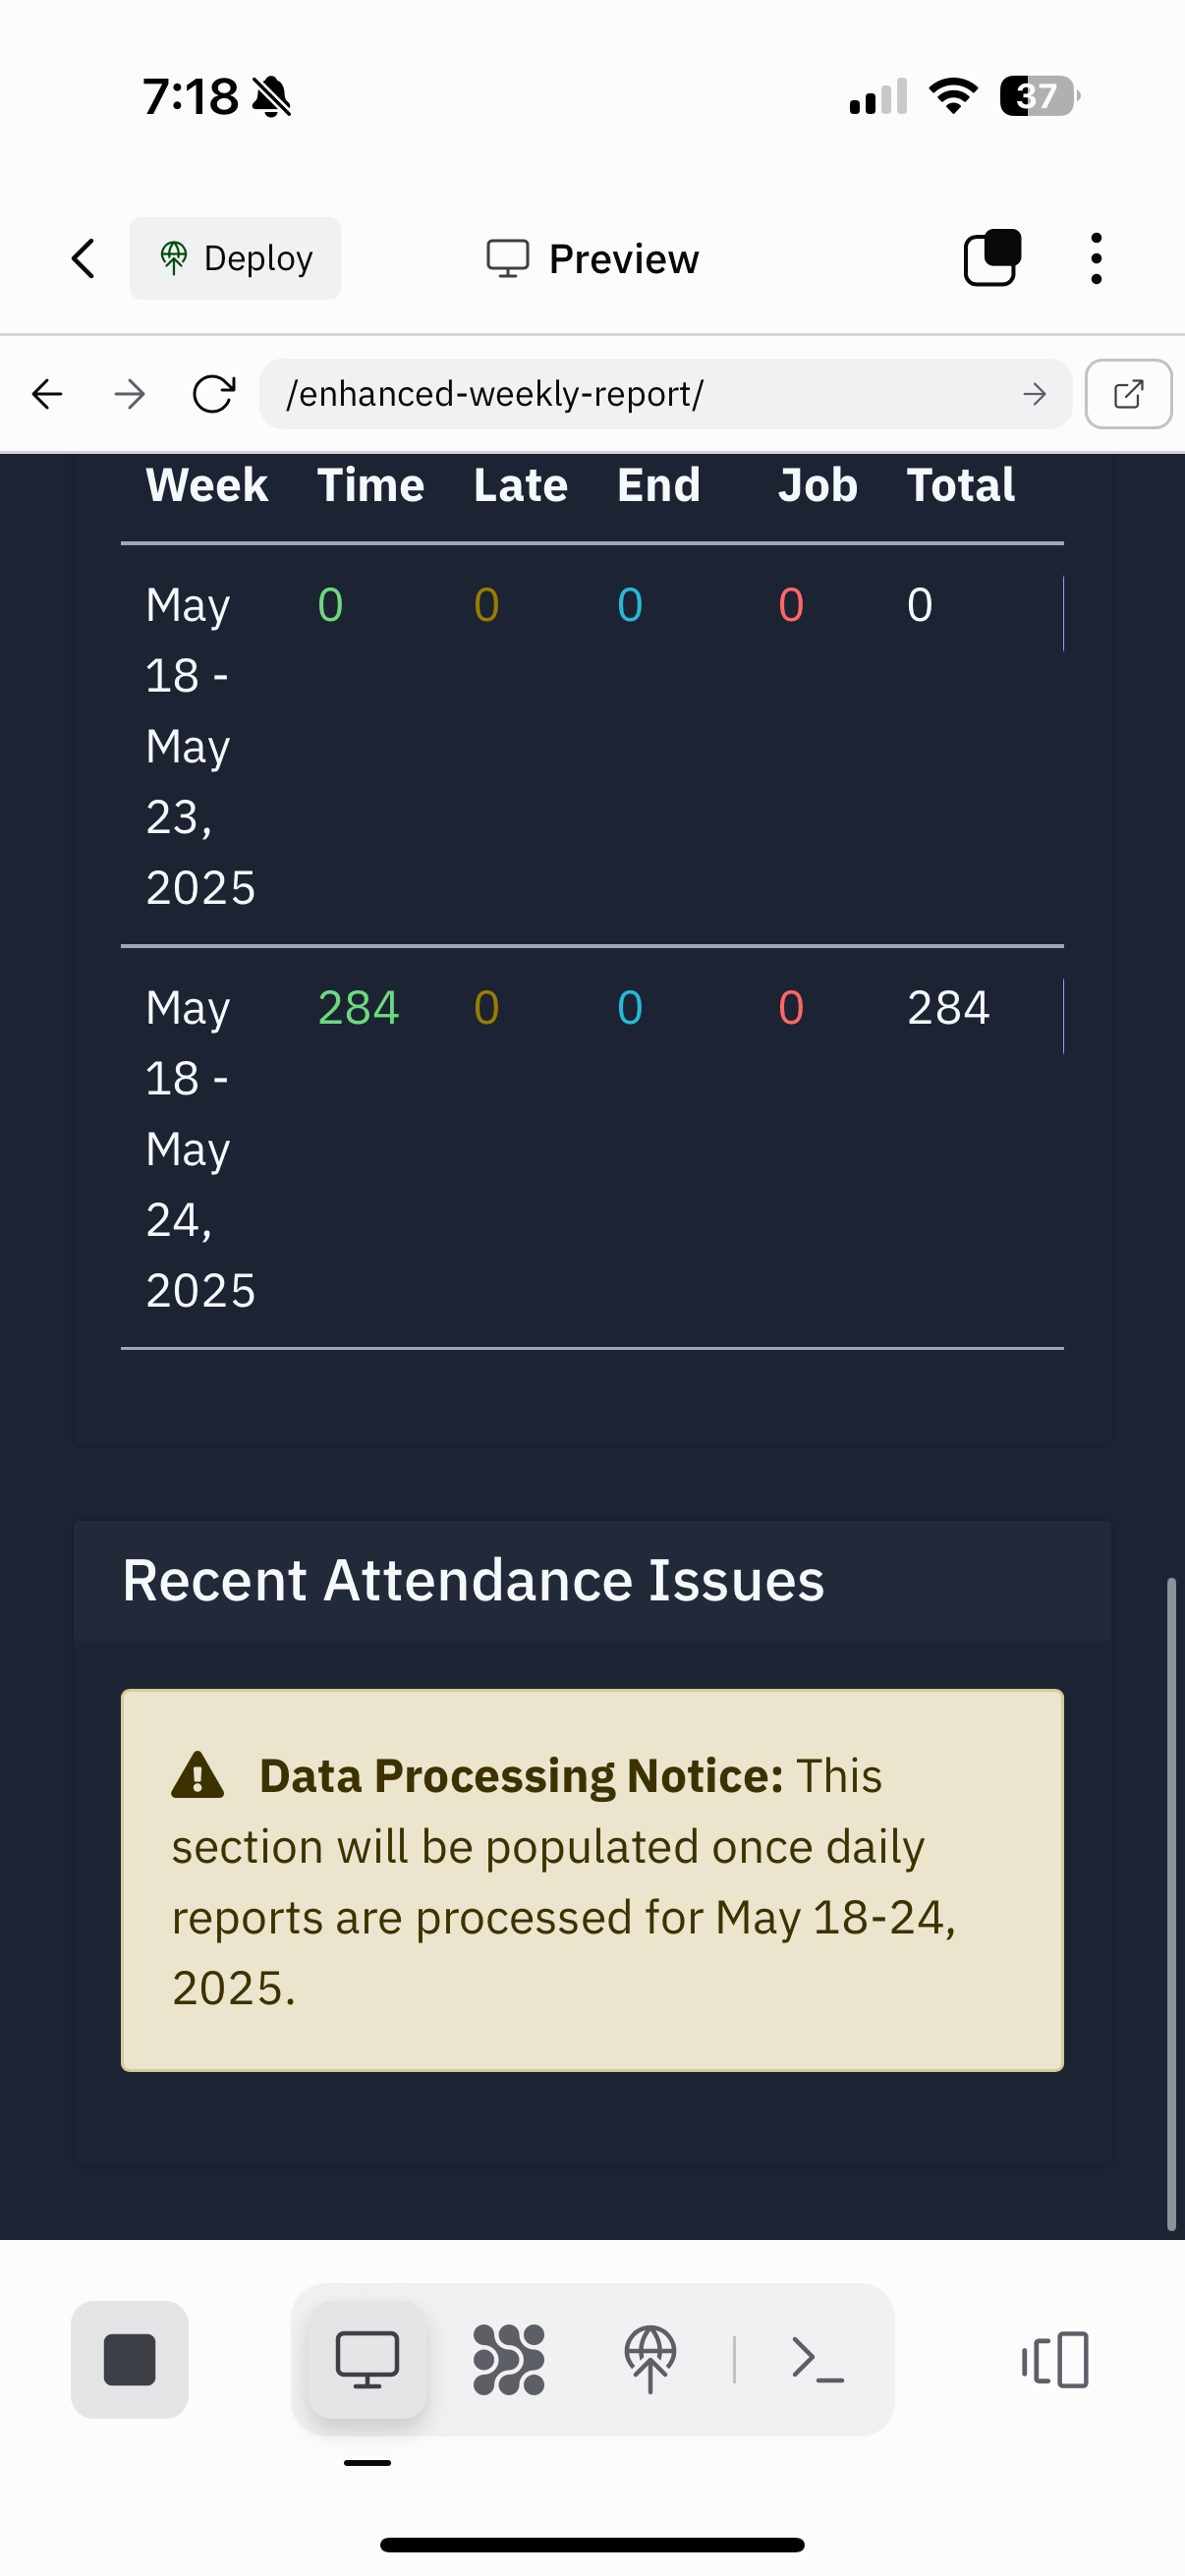 7:18
37
Deploy
Preview
/enhanced-weekly-report/
Week Time Late End Job Total
May 0 0 0 0 0
18 -
May
23,
2025
May 284 0 0 0 284
18 -
May
24,
2025
Recent Attendance Issues
Data Processing Notice: This
section will be populated once daily
reports are processed for May 18-24,
2025.